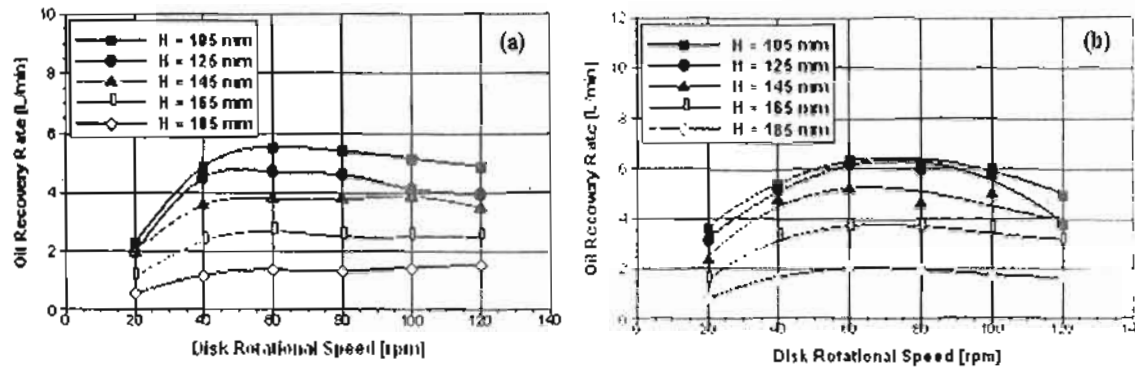 (a)
Oil Recovery Rate [L/min]
10
8
6
4
2
0
H = 105 mm
H = 125 mm
H = 145 mm
H = 165 mm
H = 185 mm
0 20 40 60 80 100 120 140
Disk Rotational Speed [rpm]
(b)
Oil Recovery Rate [L/min]
12
10
8
6
4
2
0
H = 105 mm
H = 125 mm
H = 145 mm
H = 165 mm
H = 185 mm
0 20 40 60 80 100 120 140
Disk Rotational Speed [rpm]